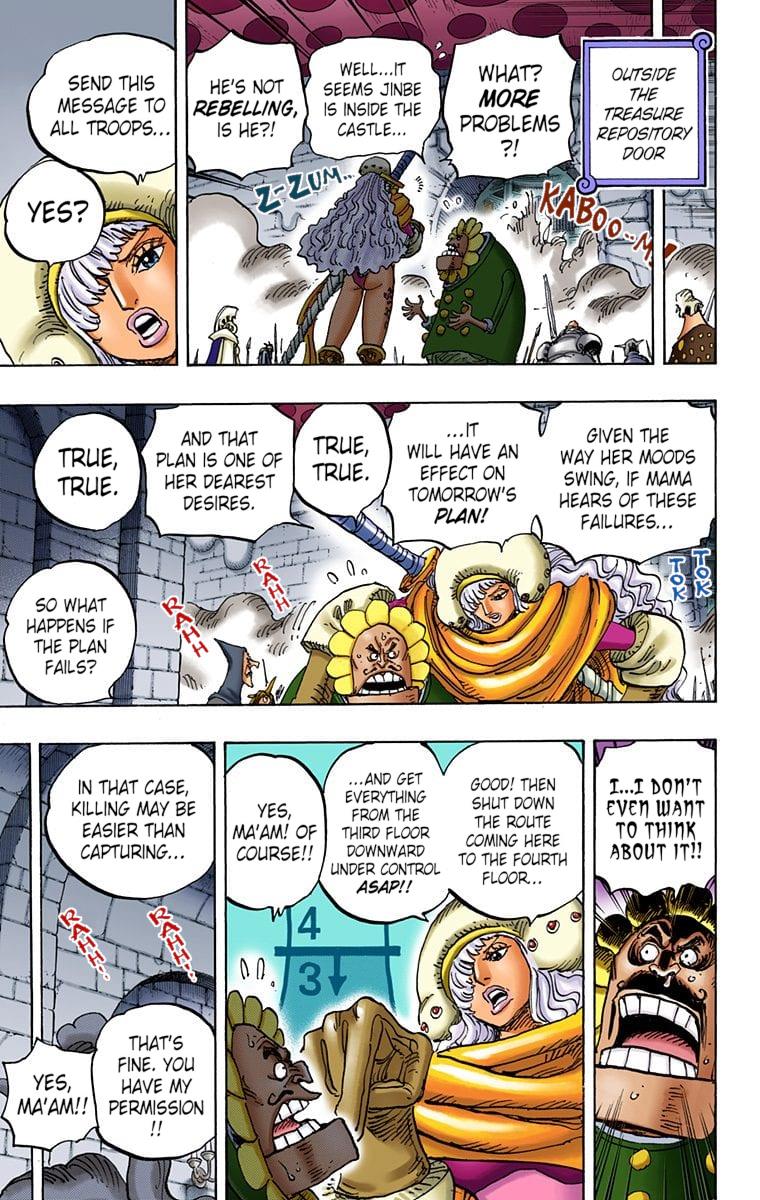 OUTSIDE
THE
TREASURE
REPOSITORY
DOOR
KABOO...M!
WHAT?
MORE
PROBLEMS
?!
WELL...IT
SEEMS JINBE
IS INSIDE
THE
CASTLE...
HE'S NOT
REBELLING,
IS HE?!
Z-ZUM..
SEND THIS
MESSAGE TO
ALL TROOPS...
YES?
GIVEN THE
WAY HER MOODS
SWING, IF MAMA
HEARS OF THESE
FAILURES...
TOK
TOK
...IT
WILL HAVE AN
EFFECT ON
TOMORROW'S
PLAN!
TRUE,
TRUE.
AND THAT
PLAN IS ONE OF
HER DEAREST
DESIRES.
TRUE,
TRUE.
RAHH
RAHH
SO WHAT
HAPPENS IF
THE PLAN
FAILS?
I...I DON'T
EVEN WANT
TO THINK
ABOUT IT!!
GOOD! THEN
SHUT DOWN
THE ROUTE
COMING HERE
TO THE FOURTH
FLOOR...
...AND GET
EVERYTHING
FROM THE
THIRD FLOOR
DOWNWARD
UNDER CONTROL
ASAP!!
YES,
MA'AM! OF
COURSE!!
4
3↓
IN THAT CASE,
KILLING MAY BE
EASIER THAN
CAPTURING...
RAHH!
RAHH!
THAT'S
FINE. YOU
HAVE MY
PERMISSION
!!
YES,
MA'AM!!